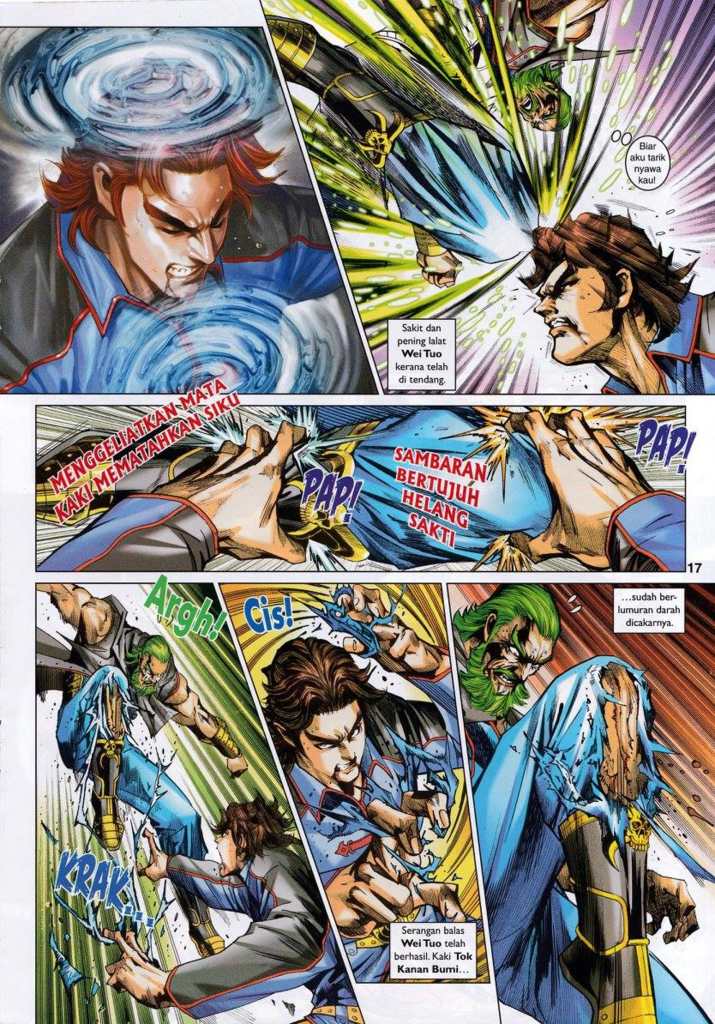 Biar
aku tarik
nyawa
kau!
Sakit dan
pening lalat
Wei Tuo
kerana telah
di tendang.
MENGGELIATKAN MATA
KAKI MEMATAHKAN SIKU
PAP!
SAMBARAN
BERTUJUH
HELANG
SAKTI
PAP!
17
Argh!
KRAK...
Cis!
Serangan balas
Wei Tuo telah
berhasil. Kaki Tok
Kanan Bumi...
...sudah ber-
lumuran darah
dicakarnya.